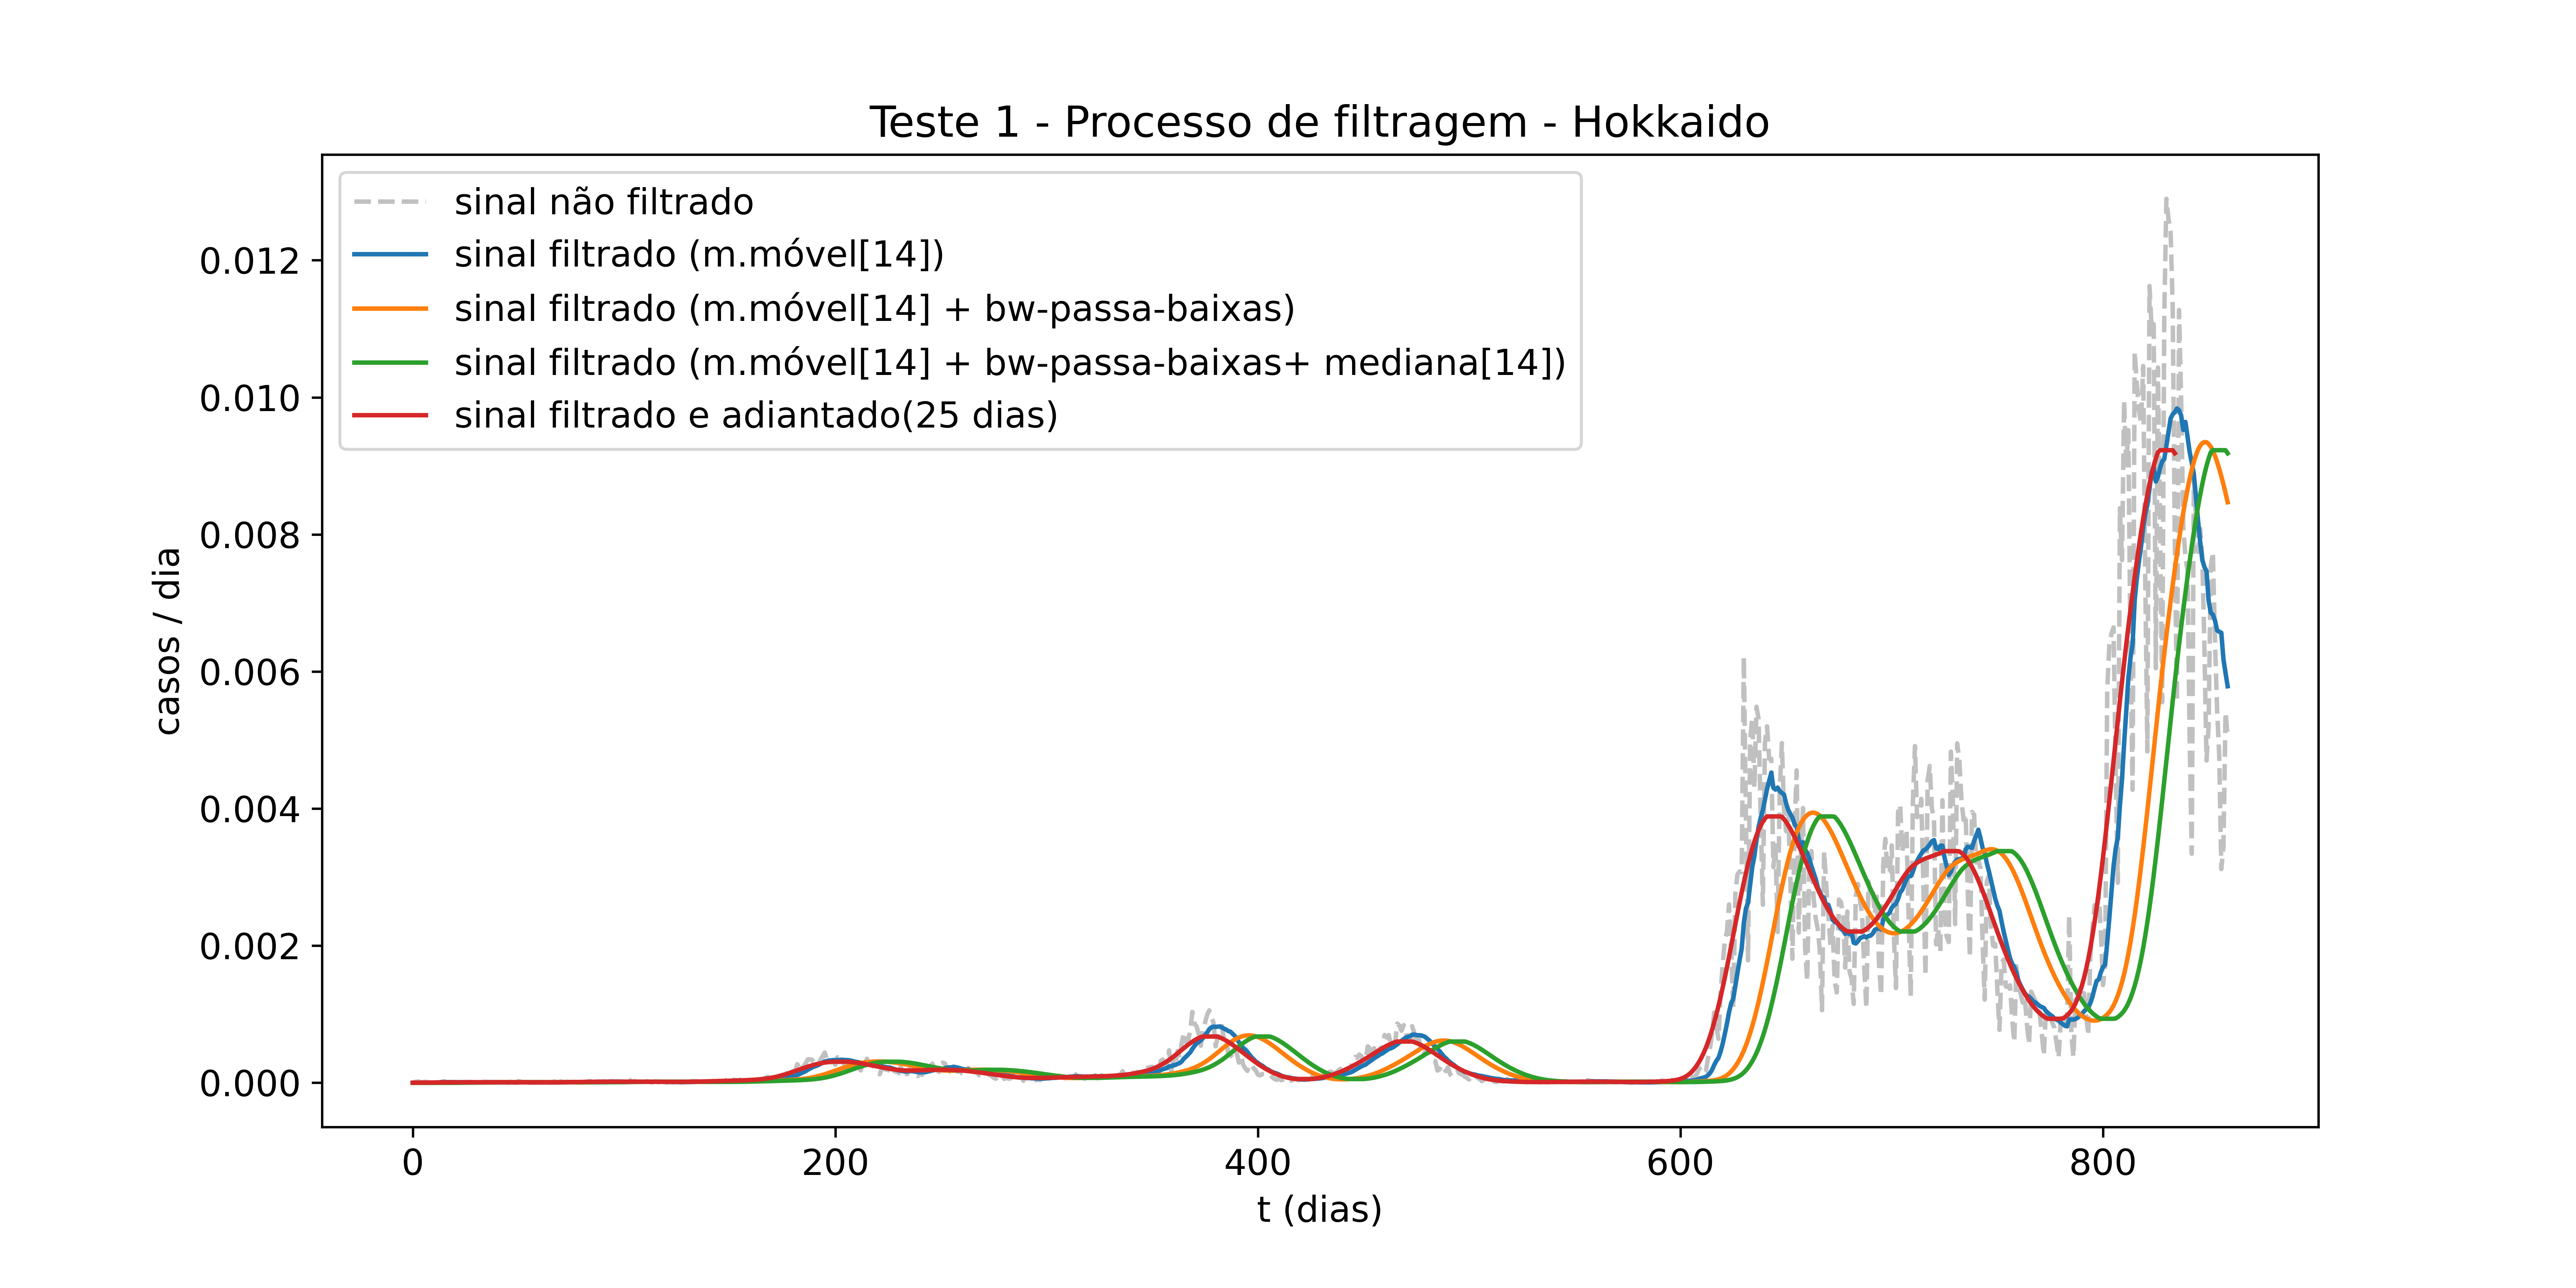 Teste 1 - Processo de filtragem - Hokkaido
sinal não filtrado
sinal filtrado (m.móvel[14])
sinal filtrado (m.móvel[14] + bw-passa-baixas)
sinal filtrado (m.móvel[14] + bw-passa-baixas+ mediana[14])
sinal filtrado e adiantado(25 dias)
casos / dia
0.012
0.010
0.008
0.006
0.004
0.002
0.000
0 200 400 600 800
t (dias)